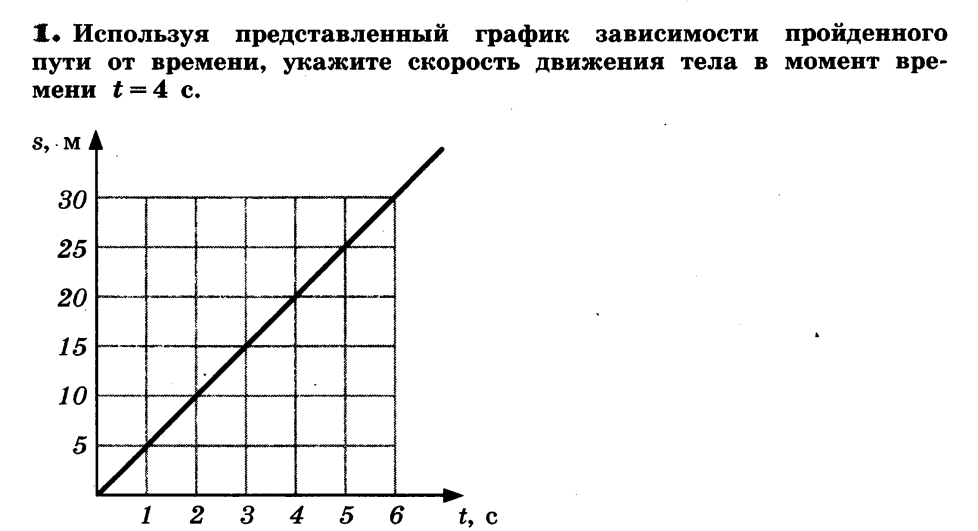 1. Используя представленный график зависимости пройденного
пути от времени, укажите скорость движения тела в момент вре-
мени t = 4 с.
s, м
30
25
20
15
10
5
1 2 3 4 5 6 t, с